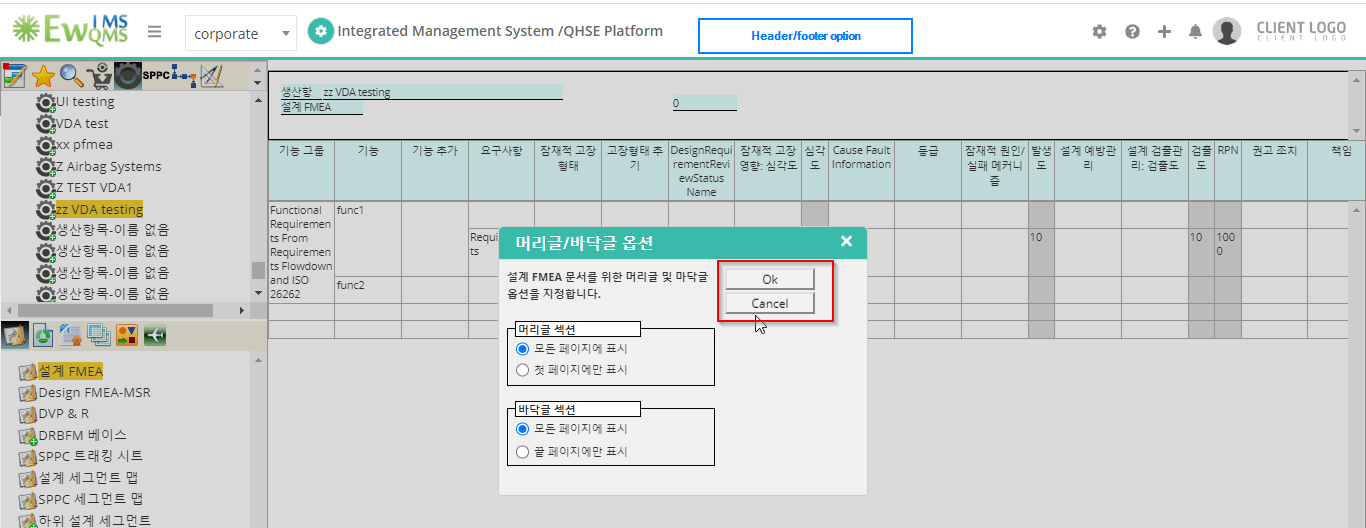 EwIMS
QMS
corporate
Integrated Management System /QHSE Platform
Header/footer option
CLIENT LOGO
CLIENT LOGO
SPPC
UI testing
VDA test
xx pfmea
Z Airbag Systems
Z TEST VDA1
zz VDA testing
생산항목-이름 없음
생산항목-이름 없음
생산항목-이름 없음
생산항목-이름 없음
설계 FMEA
Design FMEA-MSR
DVP & R
DRBFM 베이스
SPPC 트래킹 시트
설계 세그먼트 맵
SPPC 세그먼트 맵
하위 설계 세그먼트
생산항 zz VDA testing
설계 FMEA
0
기능 그룹
기능
기능 추가
요구사항
잠재적 고장
형태
고장형태 추
기
DesignRequi
rementRevi
ewStatus
Name
잠재적 고장
영향: 심각도
심각
도
Cause Fault
Information
등급
잠재적 원인/
실패 메커니
즘
발생
도
설계 예방관
리
설계 검출관
리: 검출도
검출
도
RPN
권고 조치
책임
Functional
Requiremen
ts From
Requiremen
ts Flowdown
and ISO
26262
func1
Requi
10
10
100
0
func2
머리글/바닥글 옵션
설계 FMEA 문서를 위한 머리글 및 마닥글
옵션을 지정합니다.
Ok
Cancel
머리글 섹션
모든 페이지에 표시
첫 페이지에만 표시
바닥글 섹션
모든 페이지에 표시
끝 페이지에만 표시